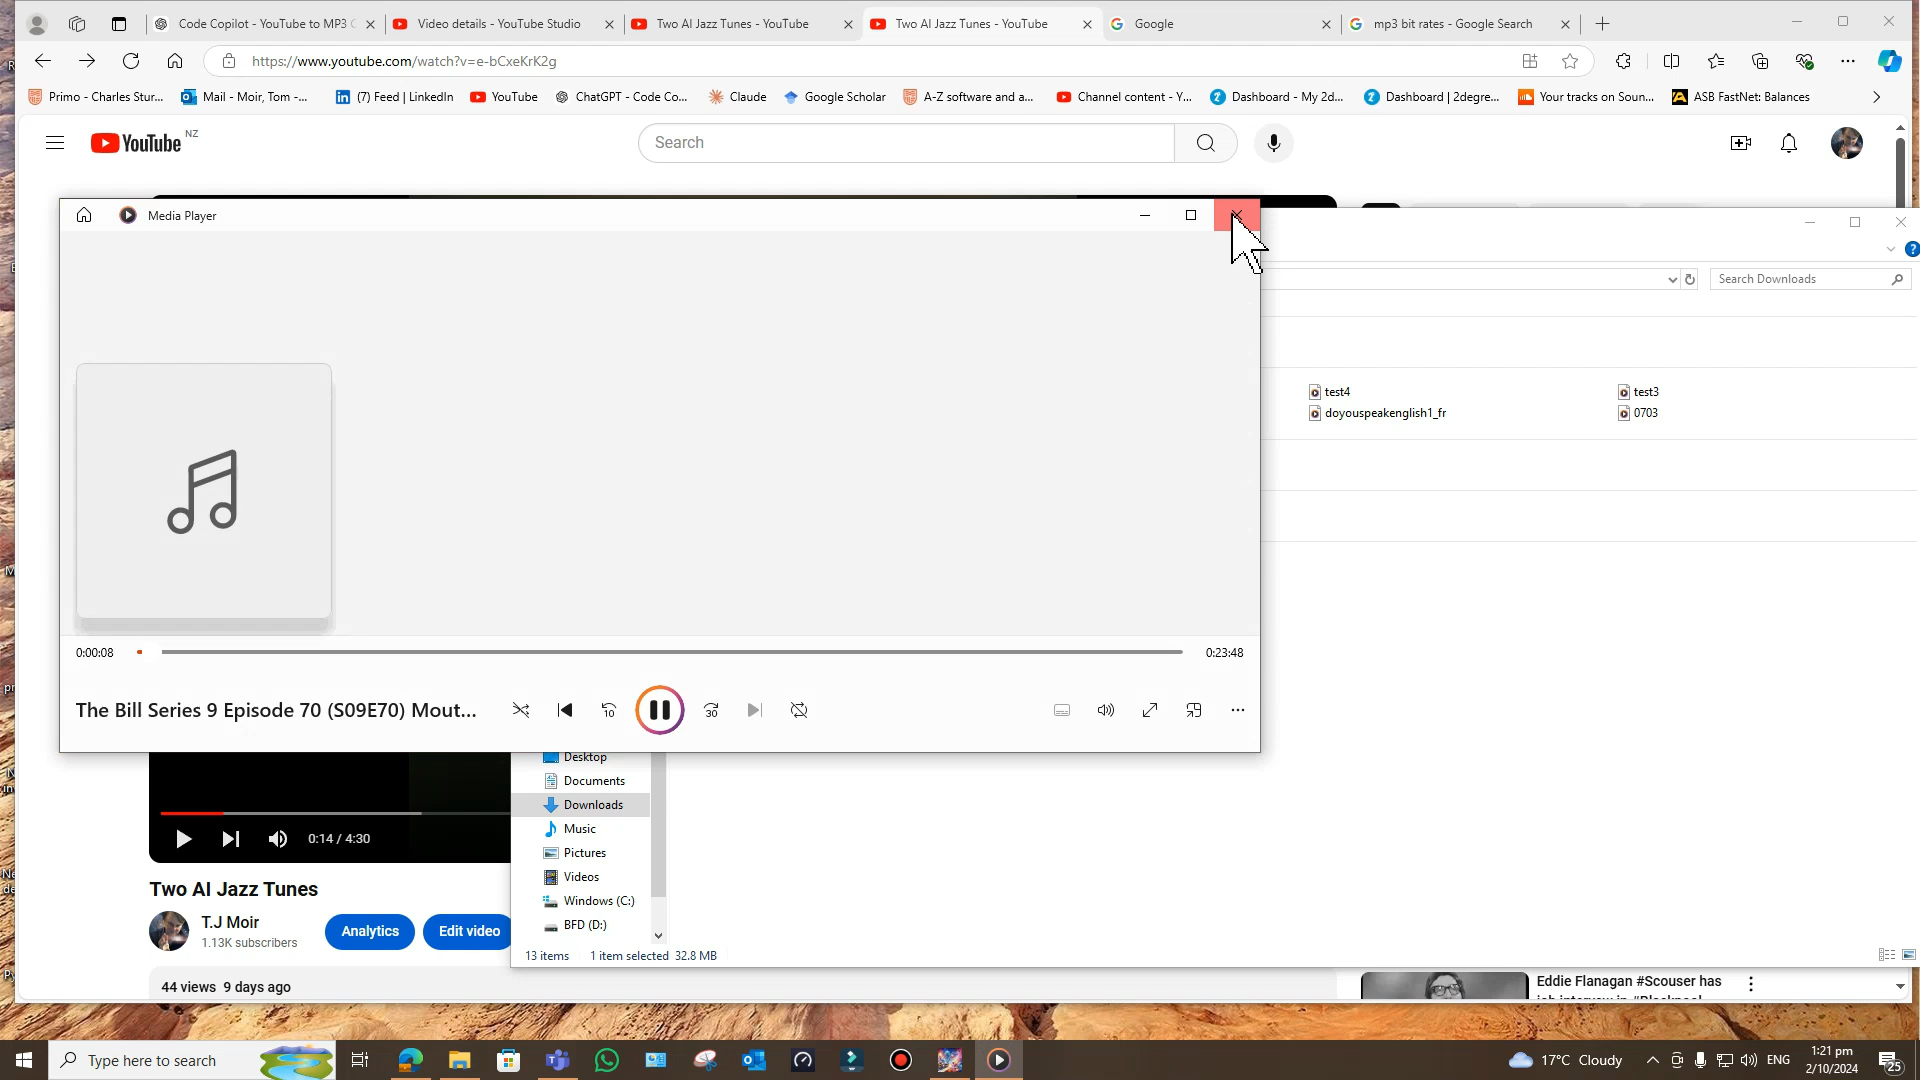 Code Copilot - YouTube to MP3 C
Video details - YouTube Studio
Two AI Jazz Tunes - YouTube
Two AI Jazz Tunes - YouTube
Google
mp3 bit rates - Google Search
https://www.youtube.com/watch?v=e-bCxeKrK2g
Primo - Charles Stur...
Mail - Moir, Tom -...
(7) Feed | LinkedIn
YouTube
ChatGPT - Code Co...
Claude
Google Scholar
A-Z software and a...
Channel content - Y...
Dashboard - My 2d...
Dashboard | 2degre...
Your tracks on Soun...
ASB FastNet: Balances
YouTube NZ
Search
Media Player
Search Downloads
test4
test3
doyouspeakenglish1_fr
0703
0:00:08
0:23:48
The Bill Series 9 Episode 70 (S09E70) Mout...
10
30
Desktop
Documents
Downloads
Music
Pictures
Videos
Windows (C:)
BFD (D:)
0:14 / 4:30
Two AI Jazz Tunes
T.J Moir
1.13K subscribers
Analytics
Edit video
13 items
1 item selected 32.8 MB
44 views 9 days ago
Eddie Flanagan #Scouser has
Type here to search
17°C Cloudy
ENG
1:21 pm
2/10/2024
25